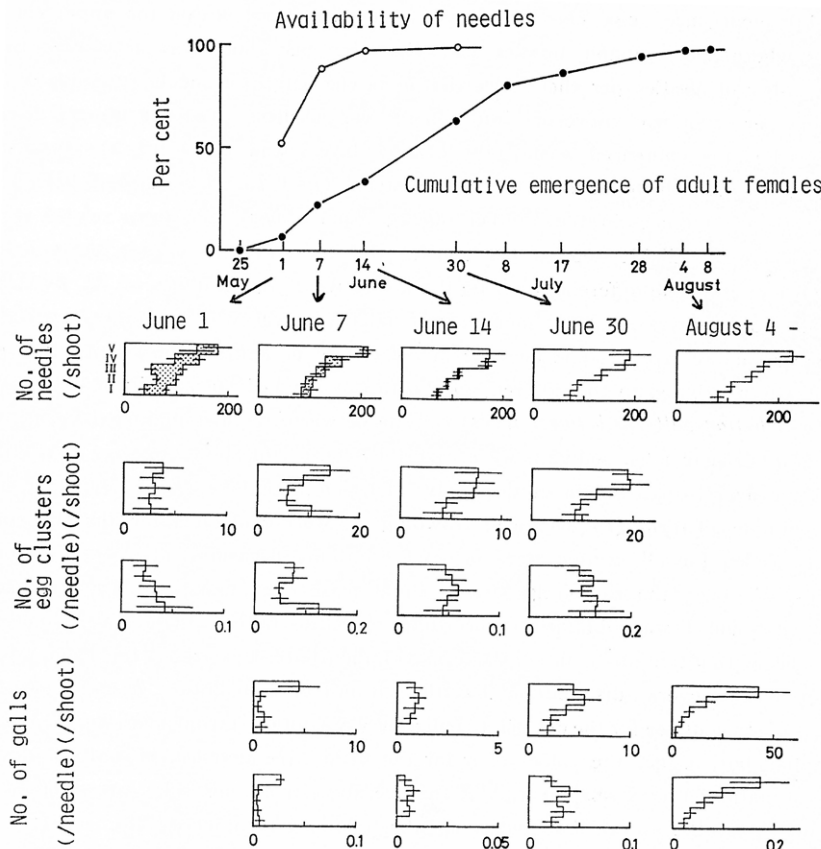 Availability of needles
100
50
0
Per cent
Cumulative emergence of adult females
25 1 7 14 30 8 17 28 4 8
May June July August
June 1 June 7 June 14 June 30 August 4 -
No. of needles (/shoot)
V
IV
III
II
I
0 200 0 200 0 200 0 200 0 200
No. of egg clusters (/needle)(/shoot)
0 10 0 20 0 10 0 20
0 0.1 0 0.2 0 0.1 0 0.2
No. of galls (/needle)(/shoot)
0 10 0 5 0 10 0 50
0 0.1 0 0.05 0 0.1 0 0.2